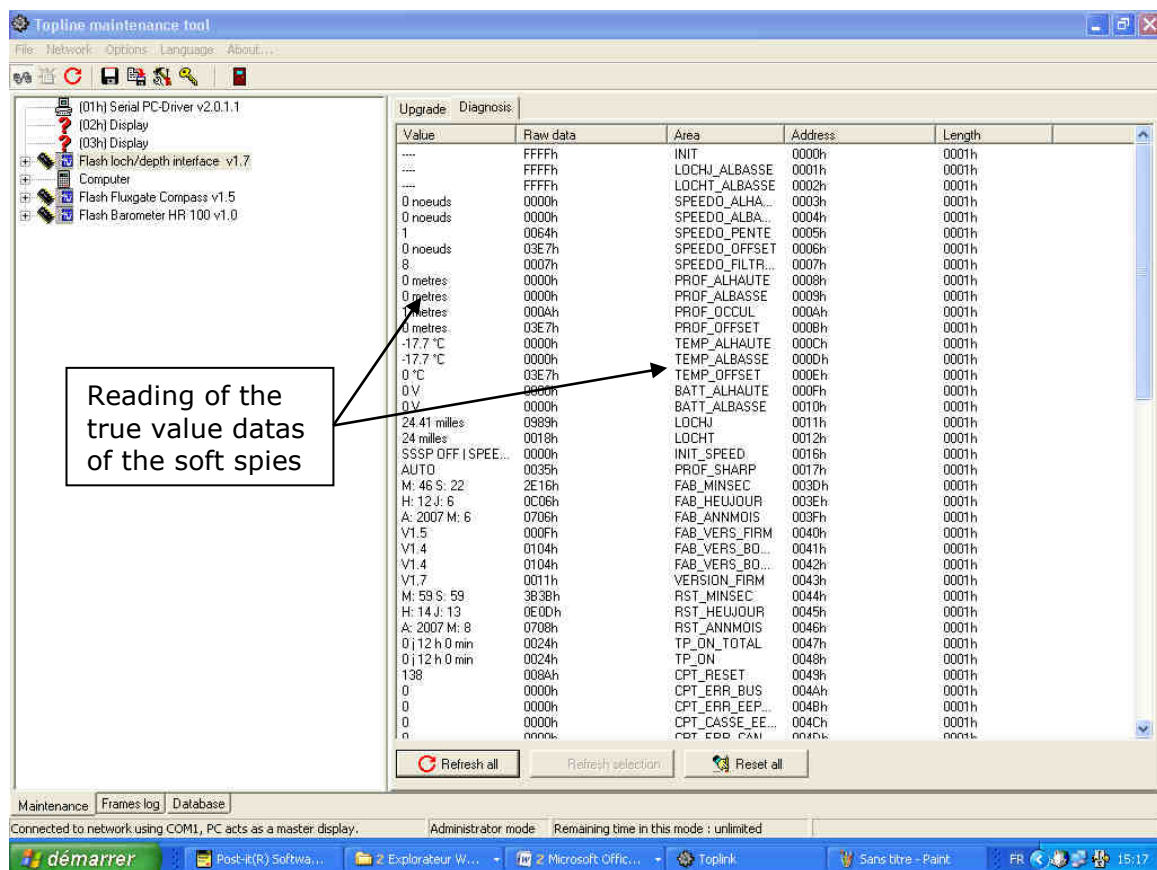 Topline maintenance tool
File Network Options Language About...
(01h) Serial PC-Driver v2.0.1.1
(02h) Display
(03h) Display
Flash loch/depth interface v1.7
Computer
Flash Fluxgate Compass v1.5
Flash Barometer HR 100 v1.0
Reading of the
true value datas
of the soft spies
Upgrade Diagnosis
Value Raw data Area Address Length
---- FFFFh INIT 0000h 0001h
---- FFFFh LOCHJ_ALBASSE 0001h 0001h
---- FFFFh LOCHT_ALBASSE 0002h 0001h
0 noeuds 0000h SPEEDO_ALHA... 0003h 0001h
0 noeuds 0000h SPEEDO_ALBA... 0004h 0001h
1 0064h SPEEDO_PENTE 0005h 0001h
0 noeuds 03E7h SPEEDO_OFFSET 0006h 0001h
8 0007h SPEEDO_FILTR... 0007h 0001h
0 metres 0000h PROF_ALHAUTE 0008h 0001h
0 metres 0000h PROF_ALBASSE 0009h 0001h
1 metres 000Ah PROF_OCCUL 000Ah 0001h
0 metres 03E7h PROF_OFFSET 000Bh 0001h
-17.7 °C 0000h TEMP_ALHAUTE 000Ch 0001h
-17.7 °C 0000h TEMP_ALBASSE 000Dh 0001h
0 °C 03E7h TEMP_OFFSET 000Eh 0001h
0 V 0000h BATT_ALHAUTE 000Fh 0001h
0 V 0000h BATT_ALBASSE 0010h 0001h
24.41 milles 0989h LOCHJ 0011h 0001h
24 milles 0018h LOCHT 0012h 0001h
SSSP OFF | SPEE... 0000h INIT_SPEED 0016h 0001h
AUTO 0035h PROF_SHARP 0017h 0001h
M: 46 S: 22 2E16h FAB_MINSEC 003Dh 0001h
H: 12 J: 6 0C06h FAB_HEUJOUR 003Eh 0001h
A: 2007 M: 6 0706h FAB_ANNMOIS 003Fh 0001h
V1.5 000Fh FAB_VERS_FIRM 0040h 0001h
V1.4 0104h FAB_VERS_BO... 0041h 0001h
V1.4 0104h FAB_VERS_BO... 0042h 0001h
V1.7 0011h VERSION_FIRM 0043h 0001h
M: 59 S: 59 3B3Bh RST_MINSEC 0044h 0001h
H: 14 J: 13 0E0Dh RST_HEUJOUR 0045h 0001h
A: 2007 M: 8 0708h RST_ANNMOIS 0046h 0001h
0 j 12 h 0 min 0024h TP_ON_TOTAL 0047h 0001h
0 j 12 h 0 min 0024h TP_ON 0048h 0001h
138 008Ah CPT_RESET 0049h 0001h
0 0000h CPT_ERR_BUS 004Ah 0001h
0 0000h CPT_ERR_EEP... 004Bh 0001h
0 0000h CPT_CASSE_EE... 004Ch 0001h
0 0000h CPT_ERR_CAN 004Dh 0001h
Refresh all Refresh selection Reset all
Maintenance Frames log Database
Connected to network using COM1, PC acts as a master display. Administrator mode Remaining time in this mode : unlimited
démarrer Post-it(R) Softwa... 2 Explorateur W... 2 Microsoft Offic... Toplink Sans titre - Paint FR 15:17